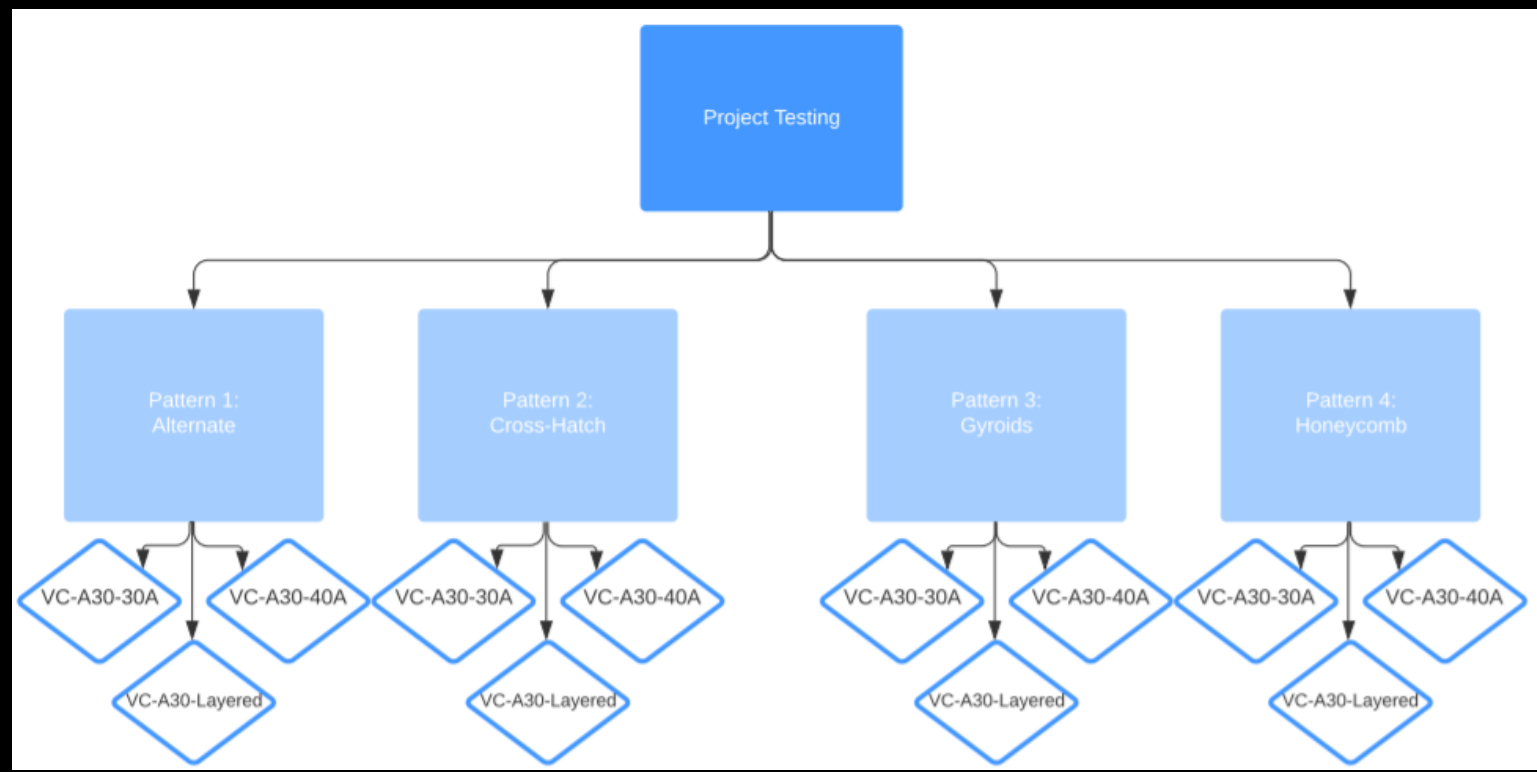 Project Testing
Pattern 1:
Alternate
Pattern 2:
Cross-Hatch
Pattern 3:
Gyroids
Pattern 4:
Honeycomb
VC-A30-30A
VC-A30-40A
VC-A30-30A
VC-A30-40A
VC-A30-30A
VC-A30-40A
VC-A30-30A
VC-A30-40A
VC-A30-Layered
VC-A30-Layered
VC-A30-Layered
VC-A30-Layered